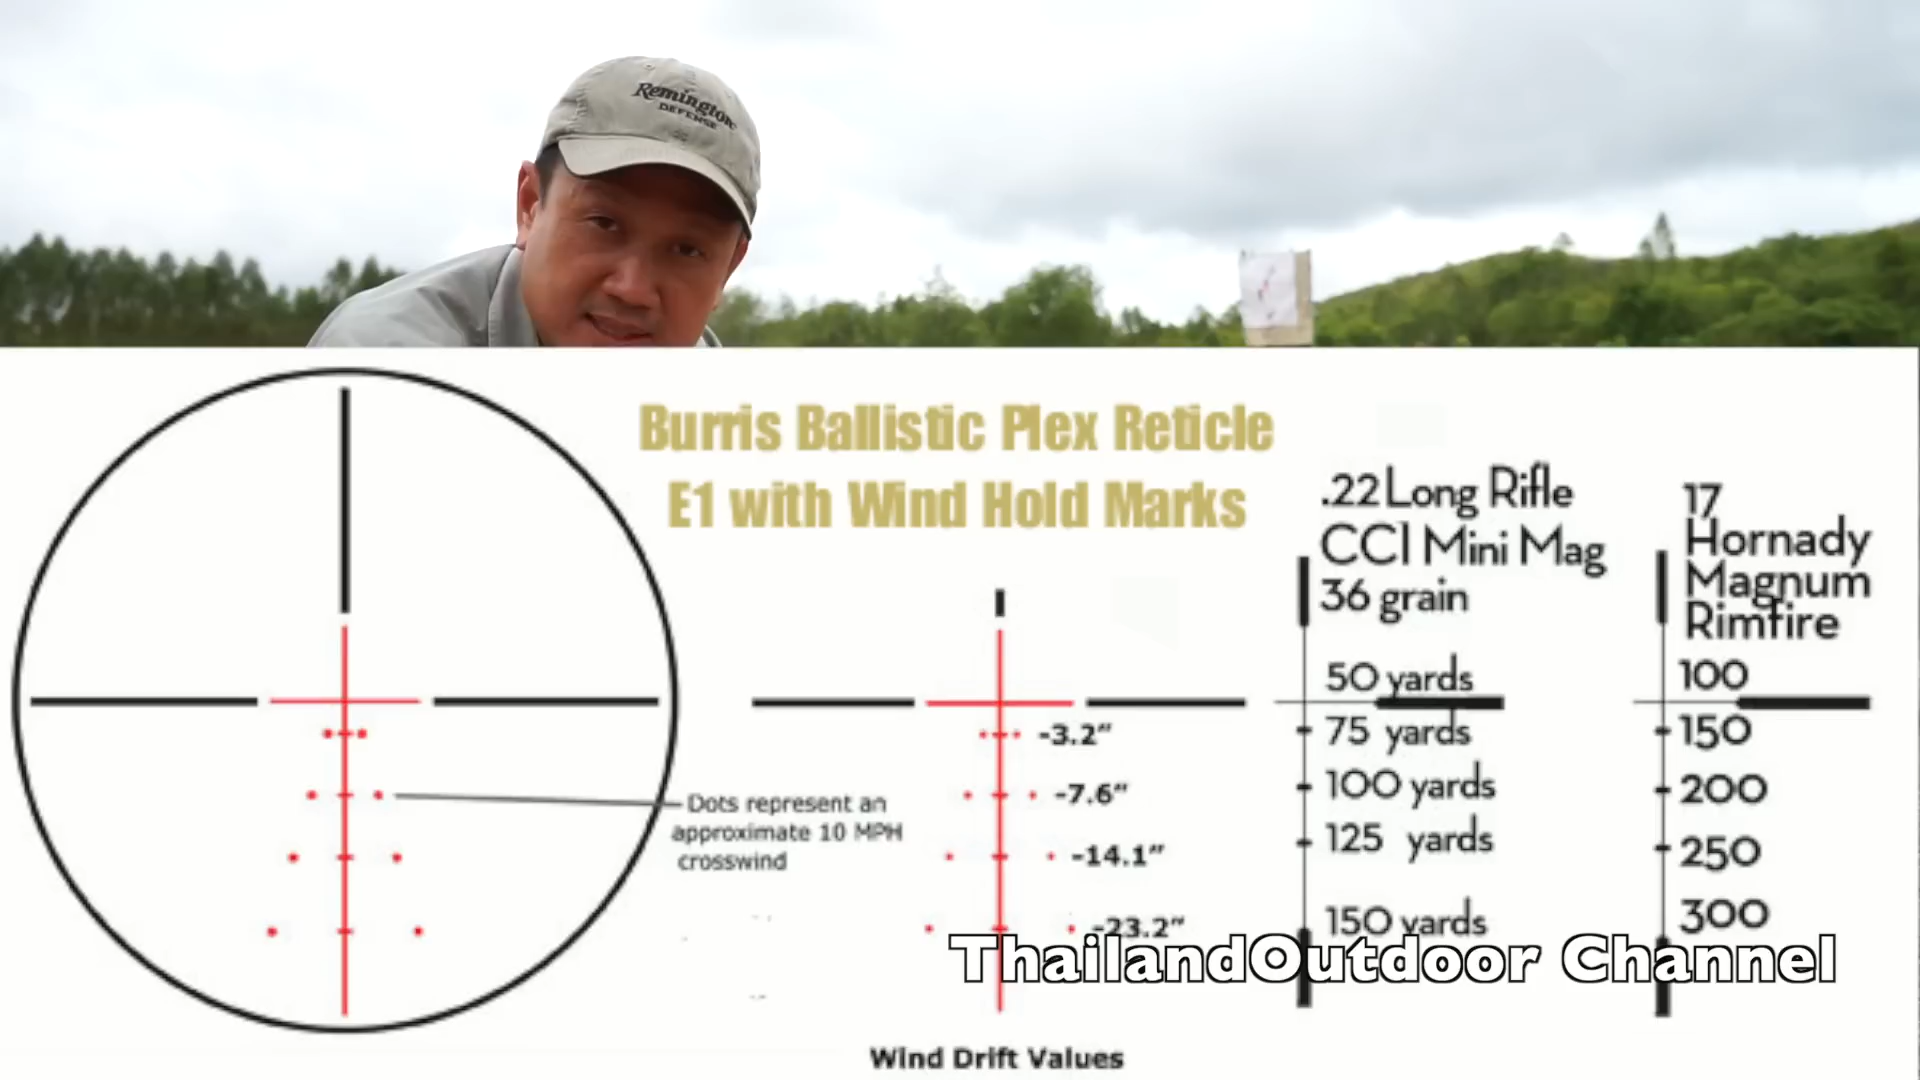 Remington
DEFENSE
Burris Ballistic Plex Reticle
E1 with Wind Hold Marks
Dots represent an
approximate 10 MPH
crosswind
-3.2"
-7.6"
-14.1"
-23.2"
.22 Long Rifle
CCI Mini Mag
36 grain
50 yards
75 yards
100 yards
125 yards
150 yards
17
Hornady
Magnum
Rimfire
100
150
200
250
300
ThailandOutdoor Channel
Wind Drift Values